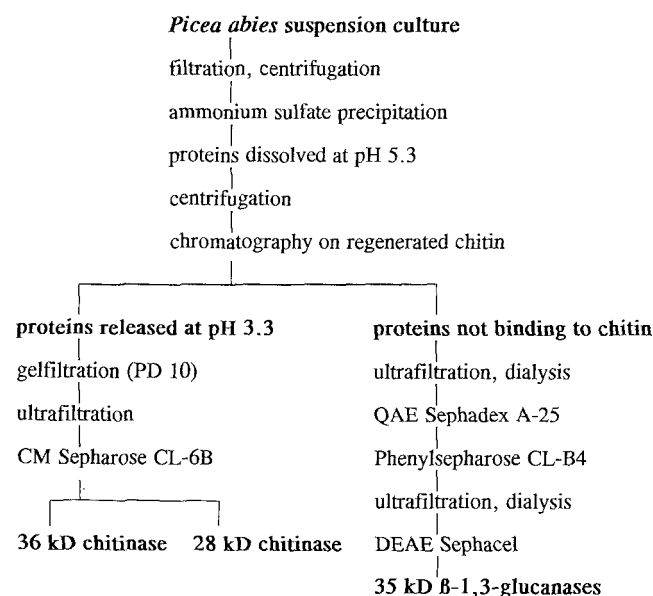 Picea abies suspension culture
filtration, centrifugation
ammonium sulfate precipitation
proteins dissolved at pH 5.3
centrifugation
chromatography on regenerated chitin
proteins released at pH 3.3
gelfiltration (PD 10)
ultrafiltration
CM Sepharose CL-6B
36 kD chitinase
28 kD chitinase
proteins not binding to chitin
ultrafiltration, dialysis
QAE Sephadex A-25
Phenylsepharose CL-B4
ultrafiltration, dialysis
DEAE Sephacel
35 kD ß-1,3-glucanases